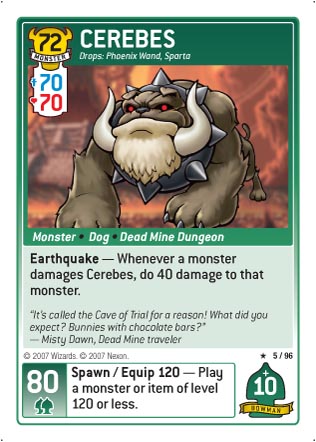 72
MONSTER
CEREBES
Drops: Phoenix Wand, Sparta
70
70
Monster • Dog • Dead Mine Dungeon
Earthquake — Whenever a monster
damages Cerebes, do 40 damage to that
monster.
"It's called the Cave of Trial for a reason! What did you
expect? Bunnies with chocolate bars?"
— Misty Dawn, Dead Mine traveler
© 2007 Wizards. © 2007 Nexon.
★ 5/96
80
Spawn / Equip 120 — Play
a monster or item of level
120 or less.
+
10
BOWMAN